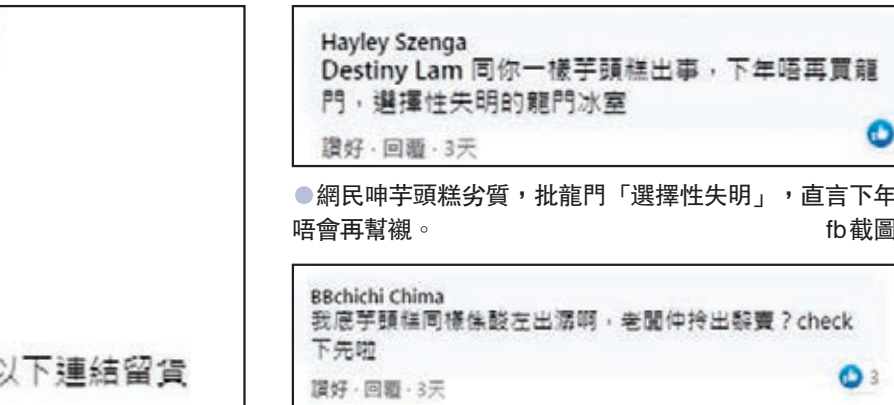 以下連結留貨
Hayley Szenga
Destiny Lam 同你一樣芋頭糕出事，下年唔再買龍
門，選擇性失明的龍門冰室
讚好 · 回覆 · 3天
●網民呻芋頭糕劣質，批龍門「選擇性失明」，直言下年
唔會再幫襯。 fb截圖
BBchichi Chima
我底芋頭糕同樣係酸左出潺啊，老闆仲拎出嚟賣？check
下先啦
讚好 · 回覆 · 3天
3